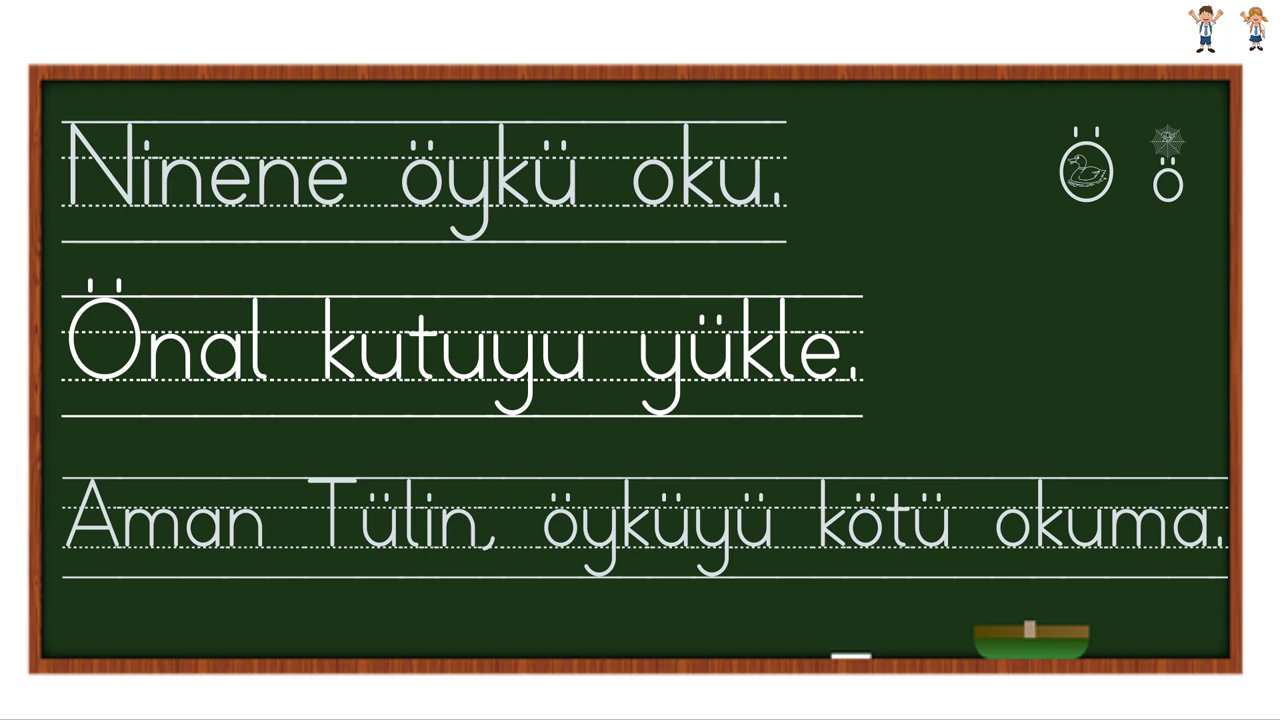 Ninene öykü oku.
Ö ö
Önal kutuyu yükle.
Aman Tülin, öyküyü kötü okuma.